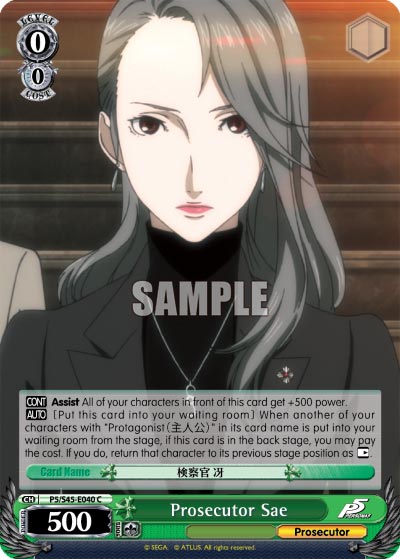 LEVEL
0
0
COST
SAMPLE
CONT Assist All of your characters in front of this card get +500 power.
AUTO [Put this card into your waiting room] When another of your
characters with "Protagonist(主人公)" in its card name is put into your
waiting room from the stage, if this card is in the back stage, you may pay
the cost. If you do, return that character to its previous stage position as
Card Name 検察官 冴
CH P5/S45-E040 C
500
Prosecutor Sae
P5
PERSONA5
Prosecutor
© SEGA. © ATLUS. All rights reserved.